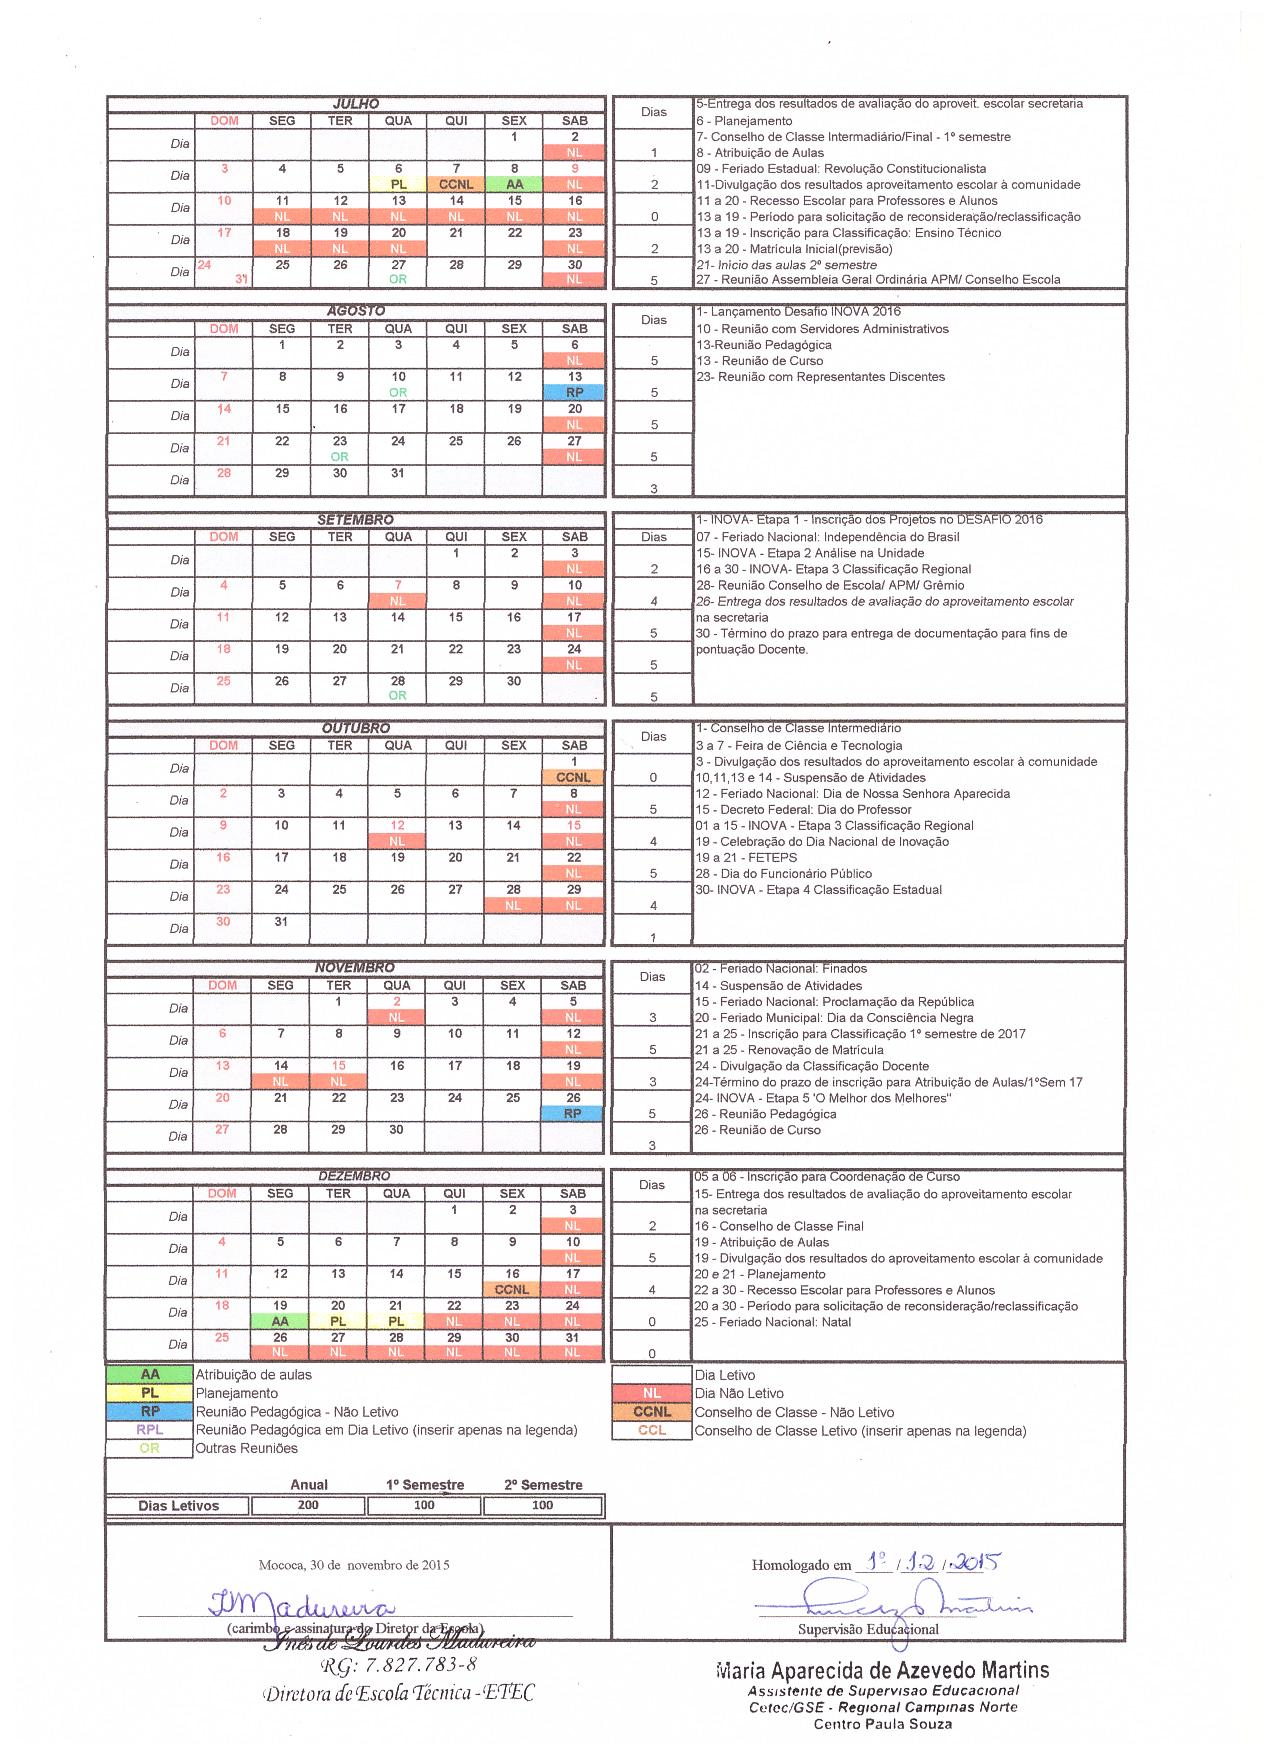 JULHO
DOM SEG TER QUA QUI SEX SAB
Dia 1 2
NL
Dia 3 4 5 6 7 8 9
PL CCNL AA NL
Dia 10 11 12 13 14 15 16
NL NL NL NL NL NL
Dia 17 18 19 20 21 22 23
NL NL NL NL
Dia 24 31 25 26 27 28 29 30
OR NL
Dias
1
2
0
2
5
5-Entrega dos resultados de avaliação do aproveit. escolar secretaria
6 - Planejamento
7- Conselho de Classe Intermadiário/Final - 1º semestre
8 - Atribuição de Aulas
09 - Feriado Estadual: Revolução Constitucionalista
11-Divulgação dos resultados aproveitamento escolar à comunidade
11 a 20 - Recesso Escolar para Professores e Alunos
13 a 19 - Período para solicitação de reconsideração/reclassificação
13 a 19 - Inscrição para Classificação: Ensino Técnico
13 a 20 - Matrícula Inicial(previsão)
21- Início das aulas 2º semestre
27 - Reunião Assembleia Geral Ordinária APM/ Conselho Escola
AGOSTO
DOM SEG TER QUA QUI SEX SAB
Dia 1 2 3 4 5 6
NL
Dia 7 8 9 10 11 12 13
OR RP
Dia 14 15 16 17 18 19 20
NL
Dia 21 22 23 24 25 26 27
OR NL
Dia 28 29 30 31
Dias
5
5
5
5
3
1- Lançamento Desafio INOVA 2016
10 - Reunião com Servidores Administrativos
13-Reunião Pedagógica
13 - Reunião de Curso
23- Reunião com Representantes Discentes
SETEMBRO
DOM SEG TER QUA QUI SEX SAB
Dia 1 2 3
NL
Dia 4 5 6 7 8 9 10
NL NL
Dia 11 12 13 14 15 16 17
NL
Dia 18 19 20 21 22 23 24
NL
Dia 25 26 27 28 29 30
OR
Dias
2
4
5
5
5
1- INOVA- Etapa 1 - Inscrição dos Projetos no DESAFIO 2016
07 - Feriado Nacional: Independência do Brasil
15- INOVA - Etapa 2 Análise na Unidade
16 a 30 - INOVA- Etapa 3 Classificação Regional
28- Reunião Conselho de Escola/ APM/ Grêmio
26- Entrega dos resultados de avaliação do aproveitamento escolar
na secretaria
30 - Término do prazo para entrega de documentação para fins de
pontuação Docente.
OUTUBRO
DOM SEG TER QUA QUI SEX SAB
Dia 1
CCNL
Dia 2 3 4 5 6 7 8
NL
Dia 9 10 11 12 13 14 15
NL NL
Dia 16 17 18 19 20 21 22
NL
Dia 23 24 25 26 27 28 29
NL NL
Dia 30 31
Dias
0
5
4
5
4
1
1- Conselho de Classe Intermediário
3 a 7 - Feira de Ciência e Tecnologia
3 - Divulgação dos resultados do aproveitamento escolar à comunidade
10,11,13 e 14 - Suspensão de Atividades
12 - Feriado Nacional: Dia de Nossa Senhora Aparecida
15 - Decreto Federal: Dia do Professor
01 a 15 - INOVA - Etapa 3 Classificação Regional
19 - Celebração do Dia Nacional de Inovação
19 a 21 - FETEPS
28 - Dia do Funcionário Público
30- INOVA - Etapa 4 Classificação Estadual
NOVEMBRO
DOM SEG TER QUA QUI SEX SAB
Dia 1 2 3 4 5
NL NL
Dia 6 7 8 9 10 11 12
NL
Dia 13 14 15 16 17 18 19
NL NL NL
Dia 20 21 22 23 24 25 26
RP
Dia 27 28 29 30
Dias
3
5
3
5
3
02 - Feriado Nacional: Finados
14 - Suspensão de Atividades
15 - Feriado Nacional: Proclamação da República
20 - Feriado Municipal: Dia da Consciência Negra
21 a 25 - Inscrição para Classificação 1º semestre de 2017
21 a 25 - Renovação de Matrícula
24 - Divulgação da Classificação Docente
24-Término do prazo de inscrição para Atribuição de Aulas/1ºSem 17
24- INOVA - Etapa 5 'O Melhor dos Melhores"
26 - Reunião Pedagógica
26 - Reunião de Curso
DEZEMBRO
DOM SEG TER QUA QUI SEX SAB
Dia 1 2 3
NL
Dia 4 5 6 7 8 9 10
NL
Dia 11 12 13 14 15 16 17
CCNL NL
Dia 18 19 20 21 22 23 24
AA PL PL NL NL NL
Dia 25 26 27 28 29 30 31
NL NL NL NL NL NL
Dias
2
5
4
0
0
05 a 06 - Inscrição para Coordenação de Curso
15- Entrega dos resultados de avaliação do aproveitamento escolar
na secretaria
16 - Conselho de Classe Final
19 - Atribuição de Aulas
19 - Divulgação dos resultados do aproveitamento escolar à comunidade
20 e 21 - Planejamento
22 a 30 - Recesso Escolar para Professores e Alunos
20 a 30 - Período para solicitação de reconsideração/reclassificação
25 - Feriado Nacional: Natal
AA Atribuição de aulas
PL Planejamento
RP Reunião Pedagógica - Não Letivo
RPL Reunião Pedagógica em Dia Letivo (inserir apenas na legenda)
OR Outras Reuniões
Dia Letivo
NL Dia Não Letivo
CCNL Conselho de Classe - Não Letivo
CCL Conselho de Classe Letivo (inserir apenas na legenda)
Anual 1º Semestre 2º Semestre
Dias Letivos 200 100 100
Mococa, 30 de novembro de 2015
IMadureira
(carimbo e assinatura do Diretor da Escola)
Inês de Lourdes Madureira
RG: 7.827.783-8
Diretora de Escola Técnica -ETEC
Homologado em 1º / 12 / 2015
Supervisão Educacional
Maria Aparecida de Azevedo Martins
Assistente de Supervisao Educacional
Cetec/GSE - Regional Campinas Norte
Centro Paula Souza